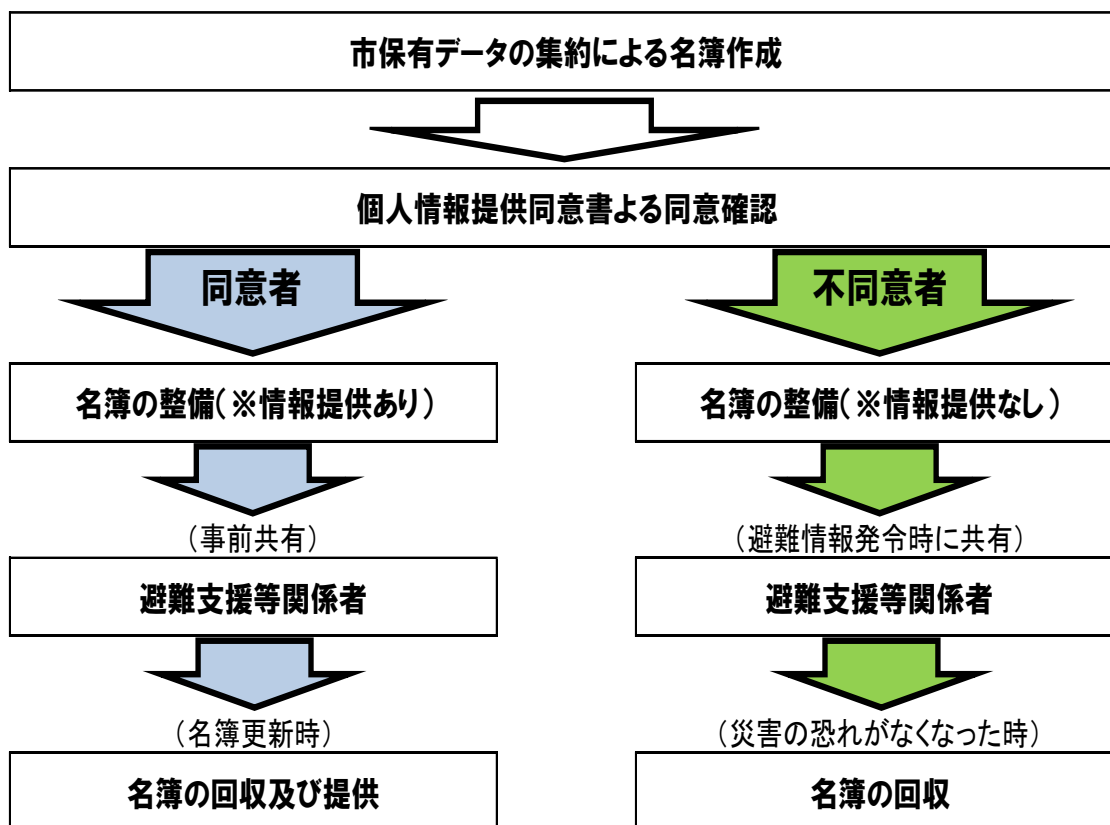 市保有データの集約による名簿作成
個人情報提供同意書よる同意確認
同意者
不同意者
名簿の整備（※情報提供あり）
名簿の整備（※情報提供なし）
（事前共有）
（避難情報発令時に共有）
避難支援等関係者
避難支援等関係者
（名簿更新時）
（災害の恐れがなくなった時）
名簿の回収及び提供
名簿の回収